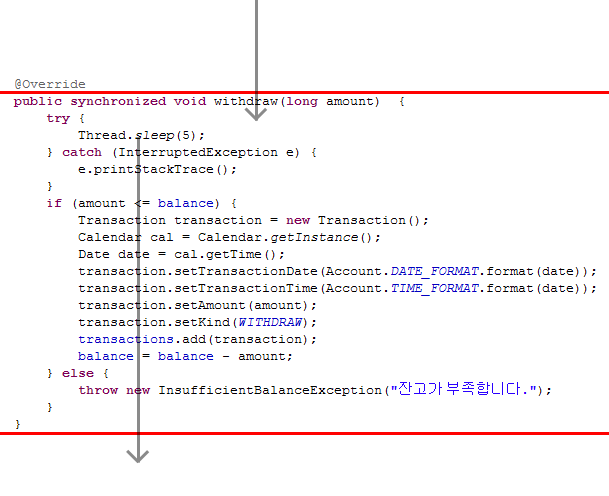 @Override
public synchronized void withdraw(long amount)  {
    try {
        Thread.sleep(5);
    } catch (InterruptedException e) {
        e.printStackTrace();
    }
    if (amount <= balance) {
        Transaction transaction = new Transaction();
        Calendar cal = Calendar.getInstance();
        Date date = cal.getTime();
        transaction.setTransactionDate(Account.DATE_FORMAT.format(date));
        transaction.setTransactionTime(Account.TIME_FORMAT.format(date));
        transaction.setAmount(amount);
        transaction.setKind(WITHDRAW);
        transactions.add(transaction);
        balance = balance - amount;
    } else {
        throw new InsufficientBalanceException("잔고가 부족합니다.");
    }
}